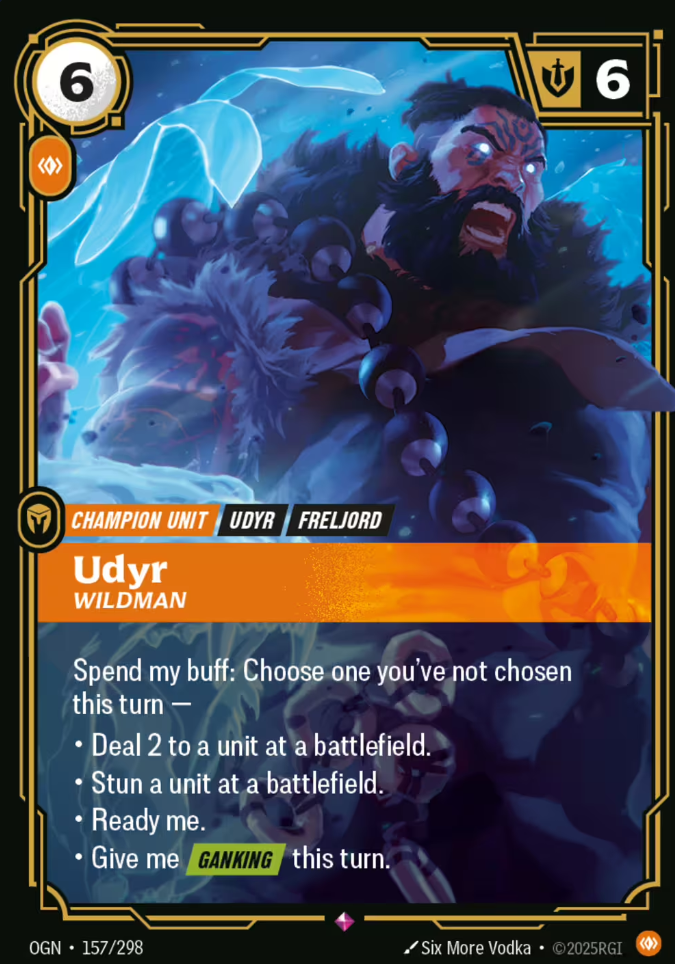 6
6
CHAMPION UNIT UDYR FRELJORD
Udyr
WILDMAN
Spend my buff: Choose one you've not chosen
this turn —
• Deal 2 to a unit at a battlefield.
• Stun a unit at a battlefield.
• Ready me.
• Give me GANKING this turn.
OGN • 157/298 Six More Vodka • ©2025RGI